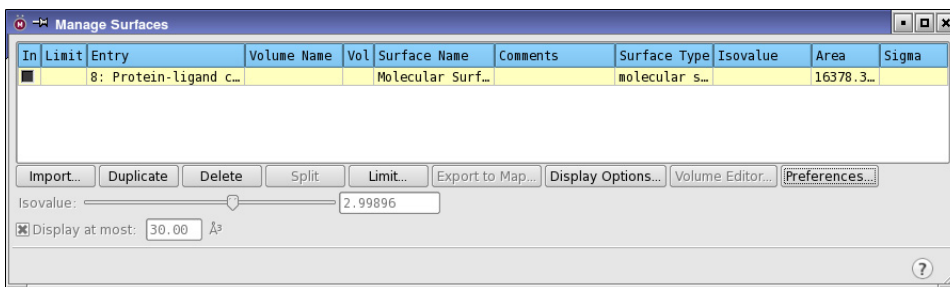 Manage Surfaces
In Limit Entry Volume Name Vol Surface Name Comments Surface Type Isovalue Area Sigma
8: Protein-ligand c... Molecular Surf... molecular s... 16378.3...
Import... Duplicate Delete Split Limit... Export to Map... Display Options... Volume Editor... Preferences...
Isovalue: 2.99896
Display at most: 30.00 Å³
?